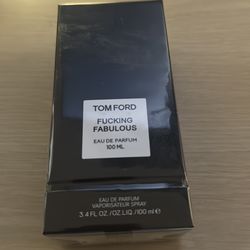 TOM FORD
FUCKING
FABULOUS
EAU DE PARFUM
100 ML
EAU DE PARFUM
VAPORISATEUR SPRAY
3.4 FL.OZ./OZ.LIQ./100 ml ℮